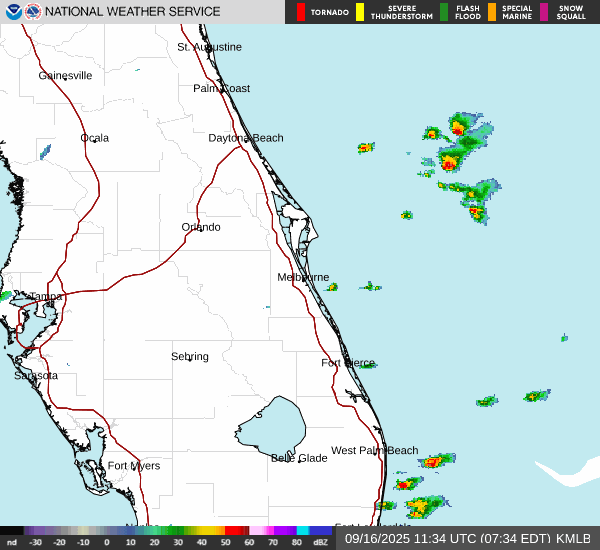 NATIONAL WEATHER SERVICE
TORNADO
SEVERE THUNDERSTORM
FLASH FLOOD
SPECIAL MARINE
SNOW SQUALL
St. Augustine
Gainesville
Palm Coast
Ocala
Daytona Beach
Orlando
Melbourne
Tampa
Sebring
Fort Pierce
Sarasota
West Palm Beach
Belle Glade
Fort Myers
nd -30 -20 -10 0 10 20 30 40 50 60 70 80 dBZ
09/16/2025 11:34 UTC (07:34 EDT) KMLB